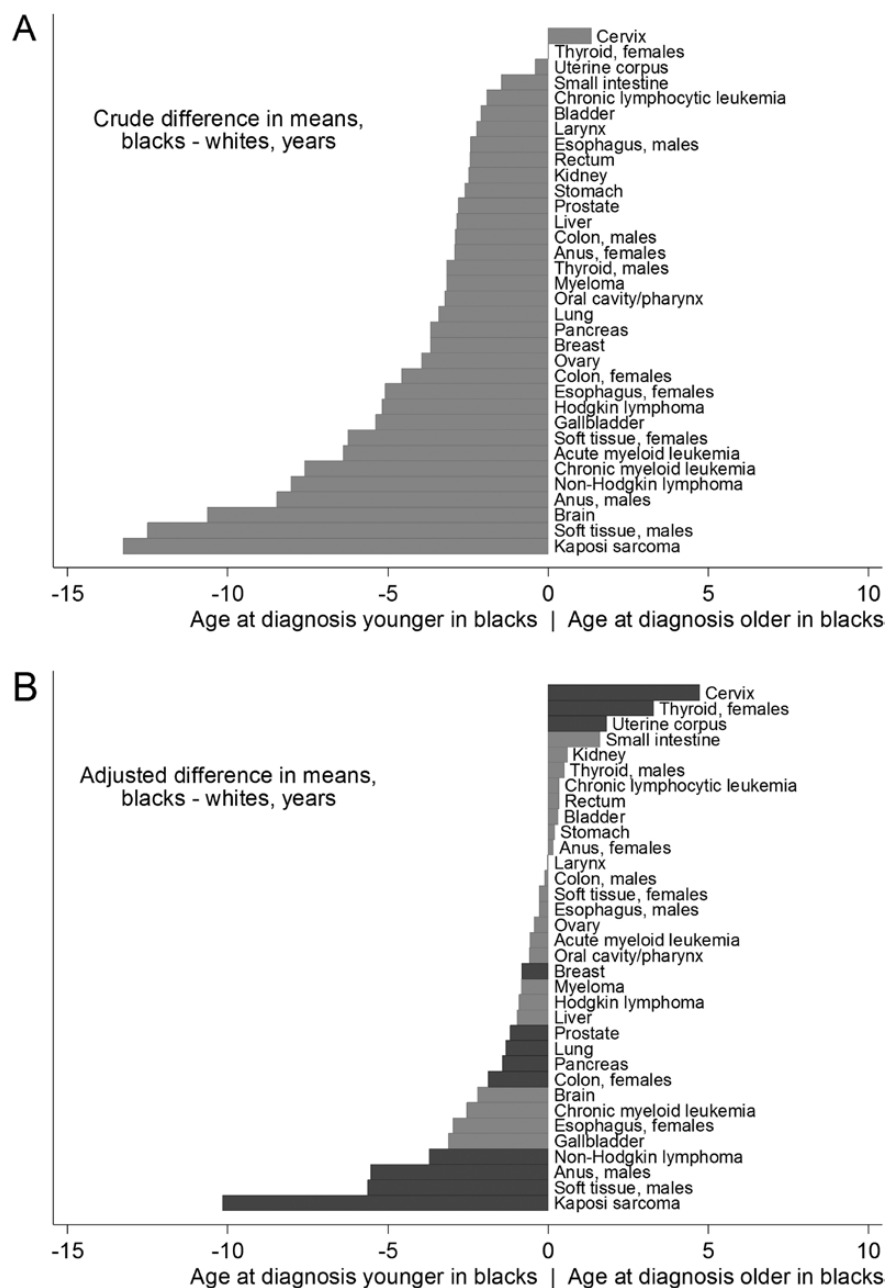 A
Crude difference in means,
blacks - whites, years
Cervix
Thyroid, females
Uterine corpus
Small intestine
Chronic lymphocytic leukemia
Bladder
Larynx
Esophagus, males
Rectum
Kidney
Stomach
Prostate
Liver
Colon, males
Anus, females
Thyroid, males
Myeloma
Oral cavity/pharynx
Lung
Pancreas
Breast
Ovary
Colon, females
Esophagus, females
Hodgkin lymphoma
Gallbladder
Soft tissue, females
Acute myeloid leukemia
Chronic myeloid leukemia
Non-Hodgkin lymphoma
Anus, males
Brain
Soft tissue, males
Kaposi sarcoma
-15 -10 -5 0 5 10
Age at diagnosis younger in blacks | Age at diagnosis older in blacks
B
Adjusted difference in means,
blacks - whites, years
Cervix
Thyroid, females
Uterine corpus
Small intestine
Kidney
Thyroid, males
Chronic lymphocytic leukemia
Rectum
Bladder
Stomach
Anus, females
Larynx
Colon, males
Soft tissue, females
Esophagus, males
Ovary
Acute myeloid leukemia
Oral cavity/pharynx
Breast
Myeloma
Hodgkin lymphoma
Liver
Prostate
Lung
Pancreas
Colon, females
Brain
Chronic myeloid leukemia
Esophagus, females
Gallbladder
Non-Hodgkin lymphoma
Anus, males
Soft tissue, males
Kaposi sarcoma
-15 -10 -5 0 5 10
Age at diagnosis younger in blacks | Age at diagnosis older in blacks